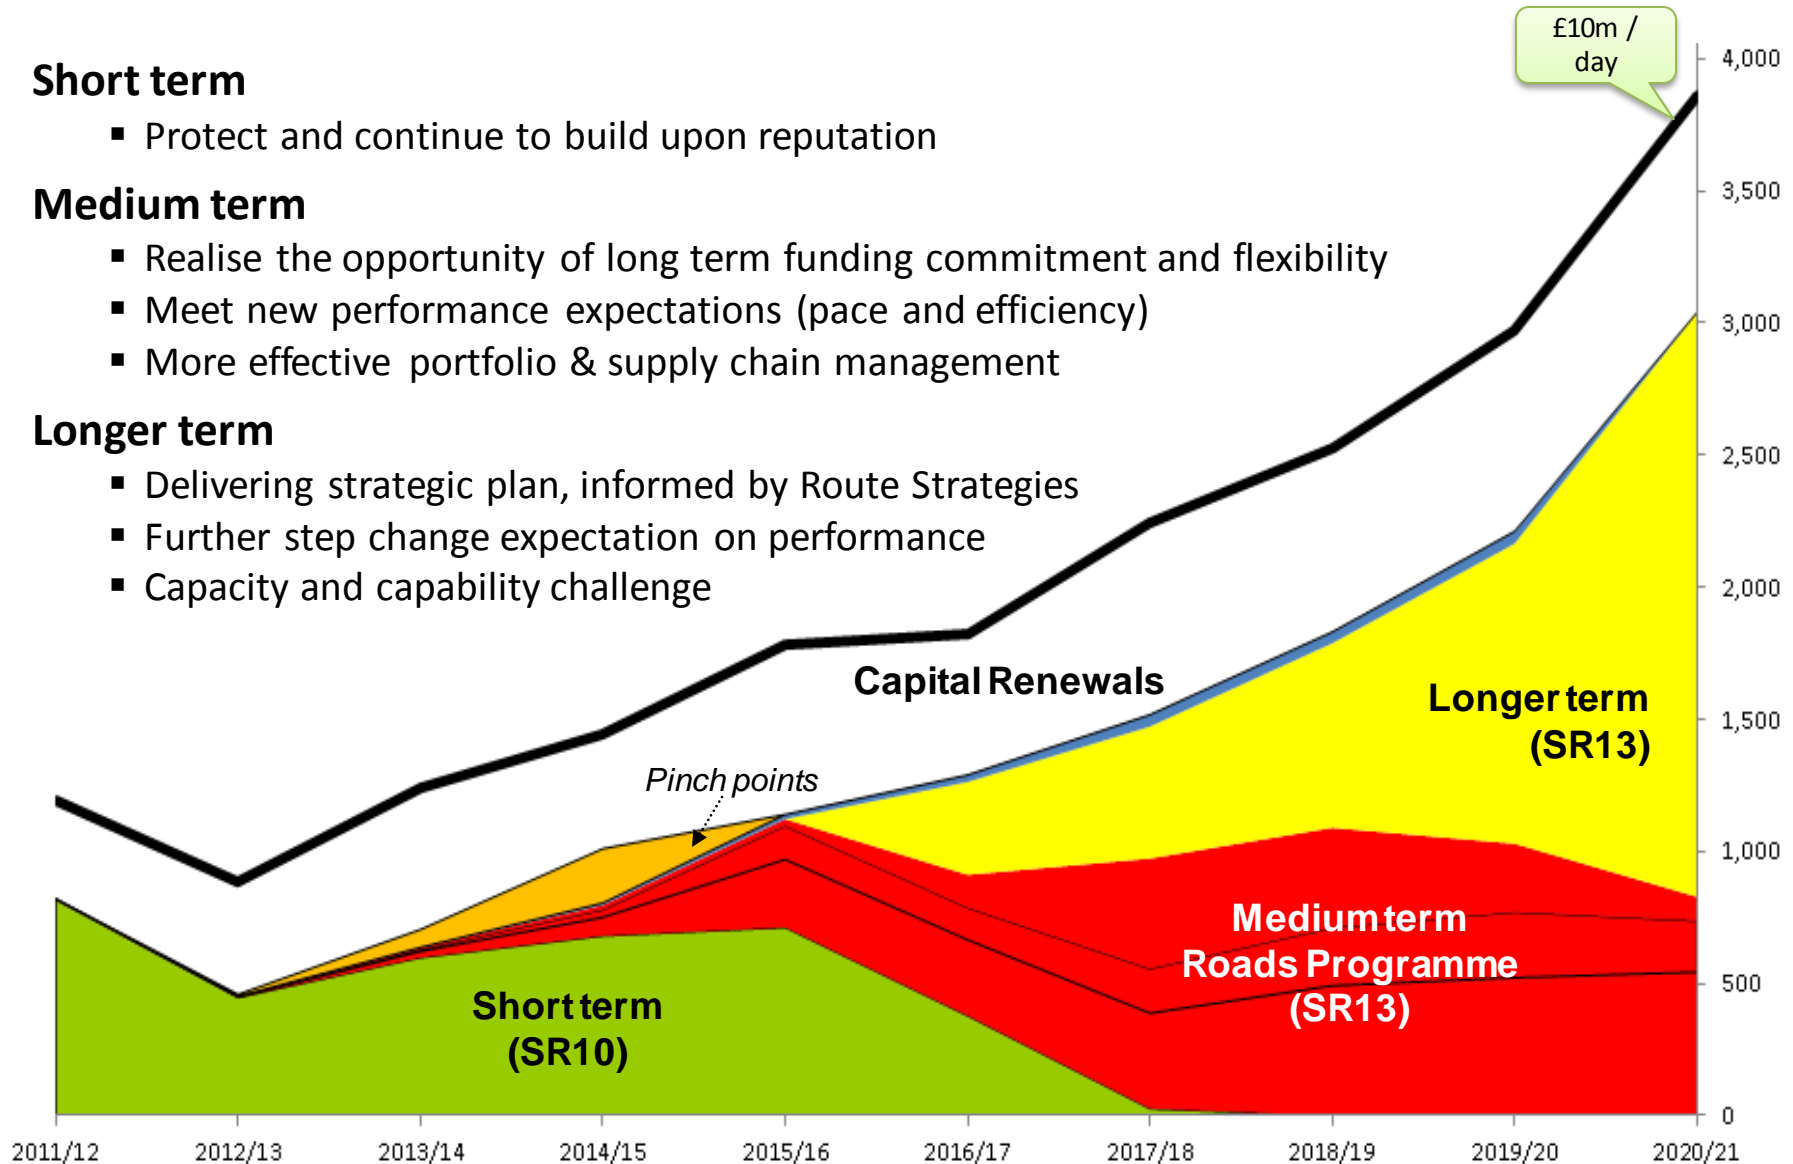 £10m /
day
Short term
▪ Protect and continue to build upon reputation
Medium term
▪ Realise the opportunity of long term funding commitment and flexibility
▪ Meet new performance expectations (pace and efficiency)
▪ More effective portfolio & supply chain management
Longer term
▪ Delivering strategic plan, informed by Route Strategies
▪ Further step change expectation on performance
▪ Capacity and capability challenge
Capital Renewals
Longer term
(SR13)
Pinch points
Medium term
Roads Programme
(SR13)
Short term
(SR10)
4,000
3,500
3,000
2,500
2,000
1,500
1,000
500
0
2011/12 2012/13 2013/14 2014/15 2015/16 2016/17 2017/18 2018/19 2019/20 2020/21